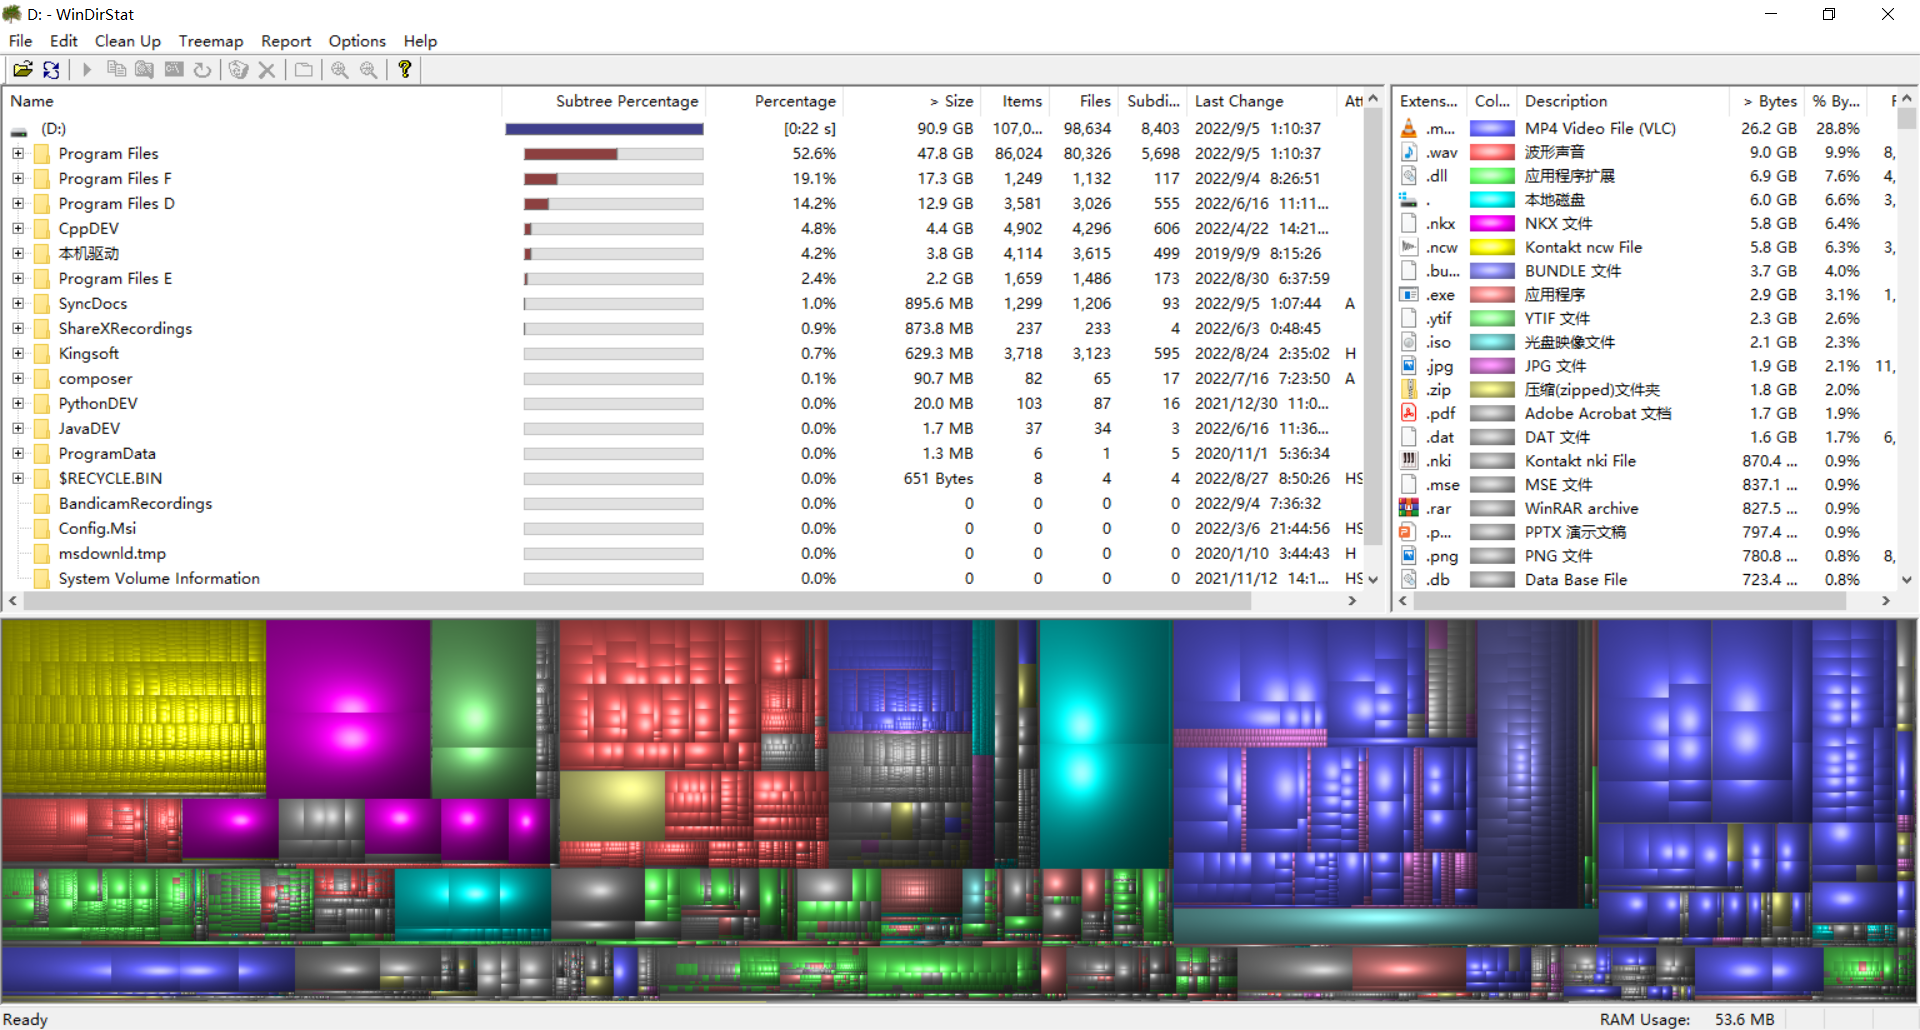 D: - WinDirStat
File Edit Clean Up Treemap Report Options Help
Name Subtree Percentage Percentage > Size Items Files Subdi... Last Change Att
(D:) [0:22 s] 90.9 GB 107,0... 98,634 8,403 2022/9/5 1:10:37
Program Files 52.6% 47.8 GB 86,024 80,326 5,698 2022/9/5 1:10:37
Program Files F 19.1% 17.3 GB 1,249 1,132 117 2022/9/4 8:26:51
Program Files D 14.2% 12.9 GB 3,581 3,026 555 2022/6/16 11:11...
CppDEV 4.8% 4.4 GB 4,902 4,296 606 2022/4/22 14:21...
本机驱动 4.2% 3.8 GB 4,114 3,615 499 2019/9/9 8:15:26
Program Files E 2.4% 2.2 GB 1,659 1,486 173 2022/8/30 6:37:59
SyncDocs 1.0% 895.6 MB 1,299 1,206 93 2022/9/5 1:07:44 A
ShareXRecordings 0.9% 873.8 MB 237 233 4 2022/6/3 0:48:45
Kingsoft 0.7% 629.3 MB 3,718 3,123 595 2022/8/24 2:35:02 H
composer 0.1% 90.7 MB 82 65 17 2022/7/16 7:23:50 A
PythonDEV 0.0% 20.0 MB 103 87 16 2021/12/30 11:0...
JavaDEV 0.0% 1.7 MB 37 34 3 2022/6/16 11:36...
ProgramData 0.0% 1.3 MB 6 1 5 2020/11/1 5:36:34
$RECYCLE.BIN 0.0% 651 Bytes 8 4 4 2022/8/27 8:50:26 HS
BandicamRecordings 0.0% 0 0 0 0 2022/9/4 7:36:32
Config.Msi 0.0% 0 0 0 0 2022/3/6 21:44:56 HS
msdownld.tmp 0.0% 0 0 0 0 2020/1/10 3:44:43 H
System Volume Information 0.0% 0 0 0 0 2021/11/12 14:1... HS
Extens... Col... Description > Bytes % By... F
.m... MP4 Video File (VLC) 26.2 GB 28.8%
.wav 波形声音 9.0 GB 9.9% 8,
.dll 应用程序扩展 6.9 GB 7.6% 4,
. 本地磁盘 6.0 GB 6.6% 3,
.nkx NKX 文件 5.8 GB 6.4%
.ncw Kontakt ncw File 5.8 GB 6.3% 3,
.bu... BUNDLE 文件 3.7 GB 4.0%
.exe 应用程序 2.9 GB 3.1% 1,
.ytif YTIF 文件 2.3 GB 2.6%
.iso 光盘映像文件 2.1 GB 2.3%
.jpg JPG 文件 1.9 GB 2.1% 11,
.zip 压缩(zipped)文件夹 1.8 GB 2.0%
.pdf Adobe Acrobat 文档 1.7 GB 1.9%
.dat DAT 文件 1.6 GB 1.7% 6,
.nki Kontakt nki File 870.4 ... 0.9%
.mse MSE 文件 837.1 ... 0.9%
.rar WinRAR archive 827.5 ... 0.9%
.p... PPTX 演示文稿 797.4 ... 0.9%
.png PNG 文件 780.8 ... 0.8% 8,
.db Data Base File 723.4 ... 0.8%
Ready RAM Usage: 53.6 MB